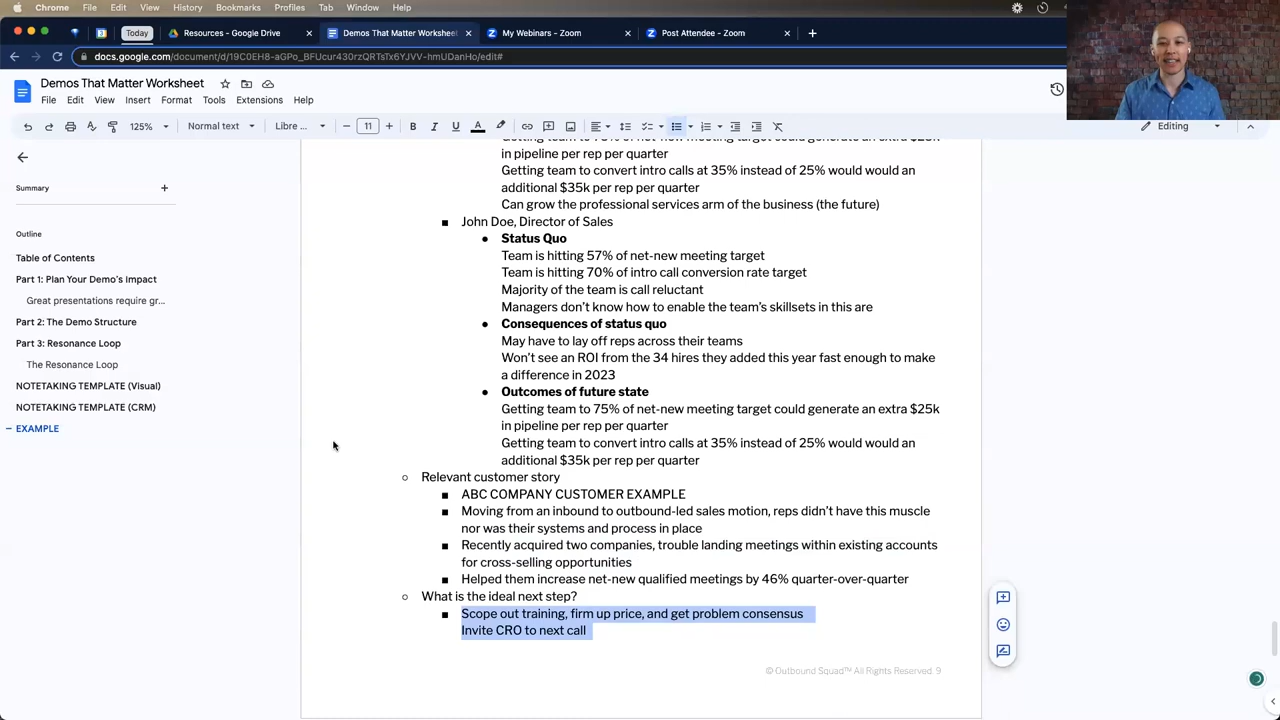 Chrome File Edit View History Bookmarks Profiles Tab Window Help
Today Resources - Google Drive Demos That Matter Worksheet My Webinars - Zoom Post Attendee - Zoom
docs.google.com/document/d/19C0EH8-aGPo_BFUcur430rzQRTsTx6YJVV-hmUDanHo/edit#
Demos That Matter Worksheet
File Edit View Insert Format Tools Extensions Help
125% Normal text Libre ... 11 Editing
Summary
Outline
Table of Contents
Part 1: Plan Your Demo's Impact
Great presentations require gr...
Part 2: The Demo Structure
Part 3: Resonance Loop
The Resonance Loop
NOTETAKING TEMPLATE (Visual)
NOTETAKING TEMPLATE (CRM)
EXAMPLE
in pipeline per rep per quarter
Getting team to convert intro calls at 35% instead of 25% would would an
additional $35k per rep per quarter
Can grow the professional services arm of the business (the future)
John Doe, Director of Sales
Status Quo
Team is hitting 57% of net-new meeting target
Team is hitting 70% of intro call conversion rate target
Majority of the team is call reluctant
Managers don't know how to enable the team's skillsets in this are
Consequences of status quo
May have to lay off reps across their teams
Won't see an ROI from the 34 hires they added this year fast enough to make
a difference in 2023
Outcomes of future state
Getting team to 75% of net-new meeting target could generate an extra $25k
in pipeline per rep per quarter
Getting team to convert intro calls at 35% instead of 25% would would an
additional $35k per rep per quarter
Relevant customer story
ABC COMPANY CUSTOMER EXAMPLE
Moving from an inbound to outbound-led sales motion, reps didn't have this muscle
nor was their systems and process in place
Recently acquired two companies, trouble landing meetings within existing accounts
for cross-selling opportunities
Helped them increase net-new qualified meetings by 46% quarter-over-quarter
What is the ideal next step?
Scope out training, firm up price, and get problem consensus
Invite CRO to next call
© Outbound Squad™ All Rights Reserved. 9